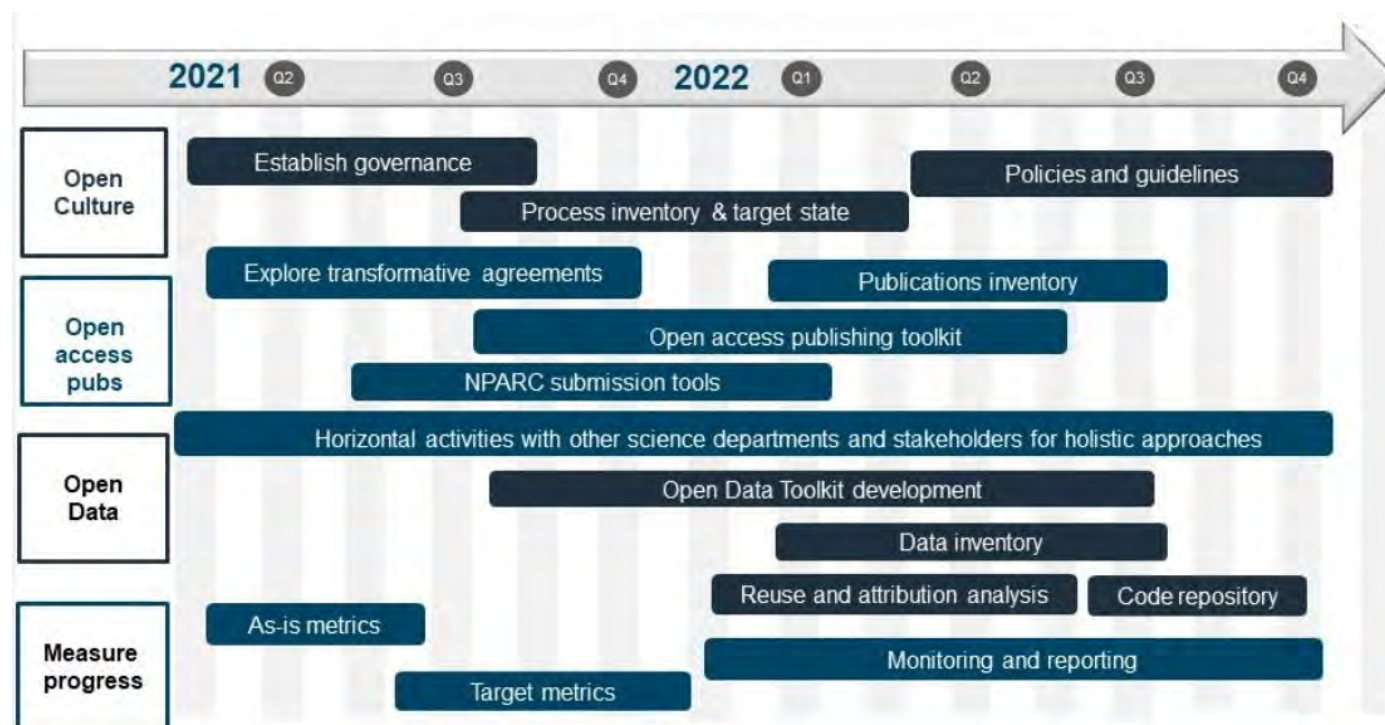 2021 Q2 Q3 Q4 2022 Q1 Q2 Q3 Q4
Open
Culture
Establish governance
Policies and guidelines
Process inventory & target state
Open
access
pubs
Explore transformative agreements
Publications inventory
Open access publishing toolkit
NPARC submission tools
Horizontal activities with other science departments and stakeholders for holistic approaches
Open
Data
Open Data Toolkit development
Data inventory
Reuse and attribution analysis
Code repository
Measure
progress
As-is metrics
Monitoring and reporting
Target metrics